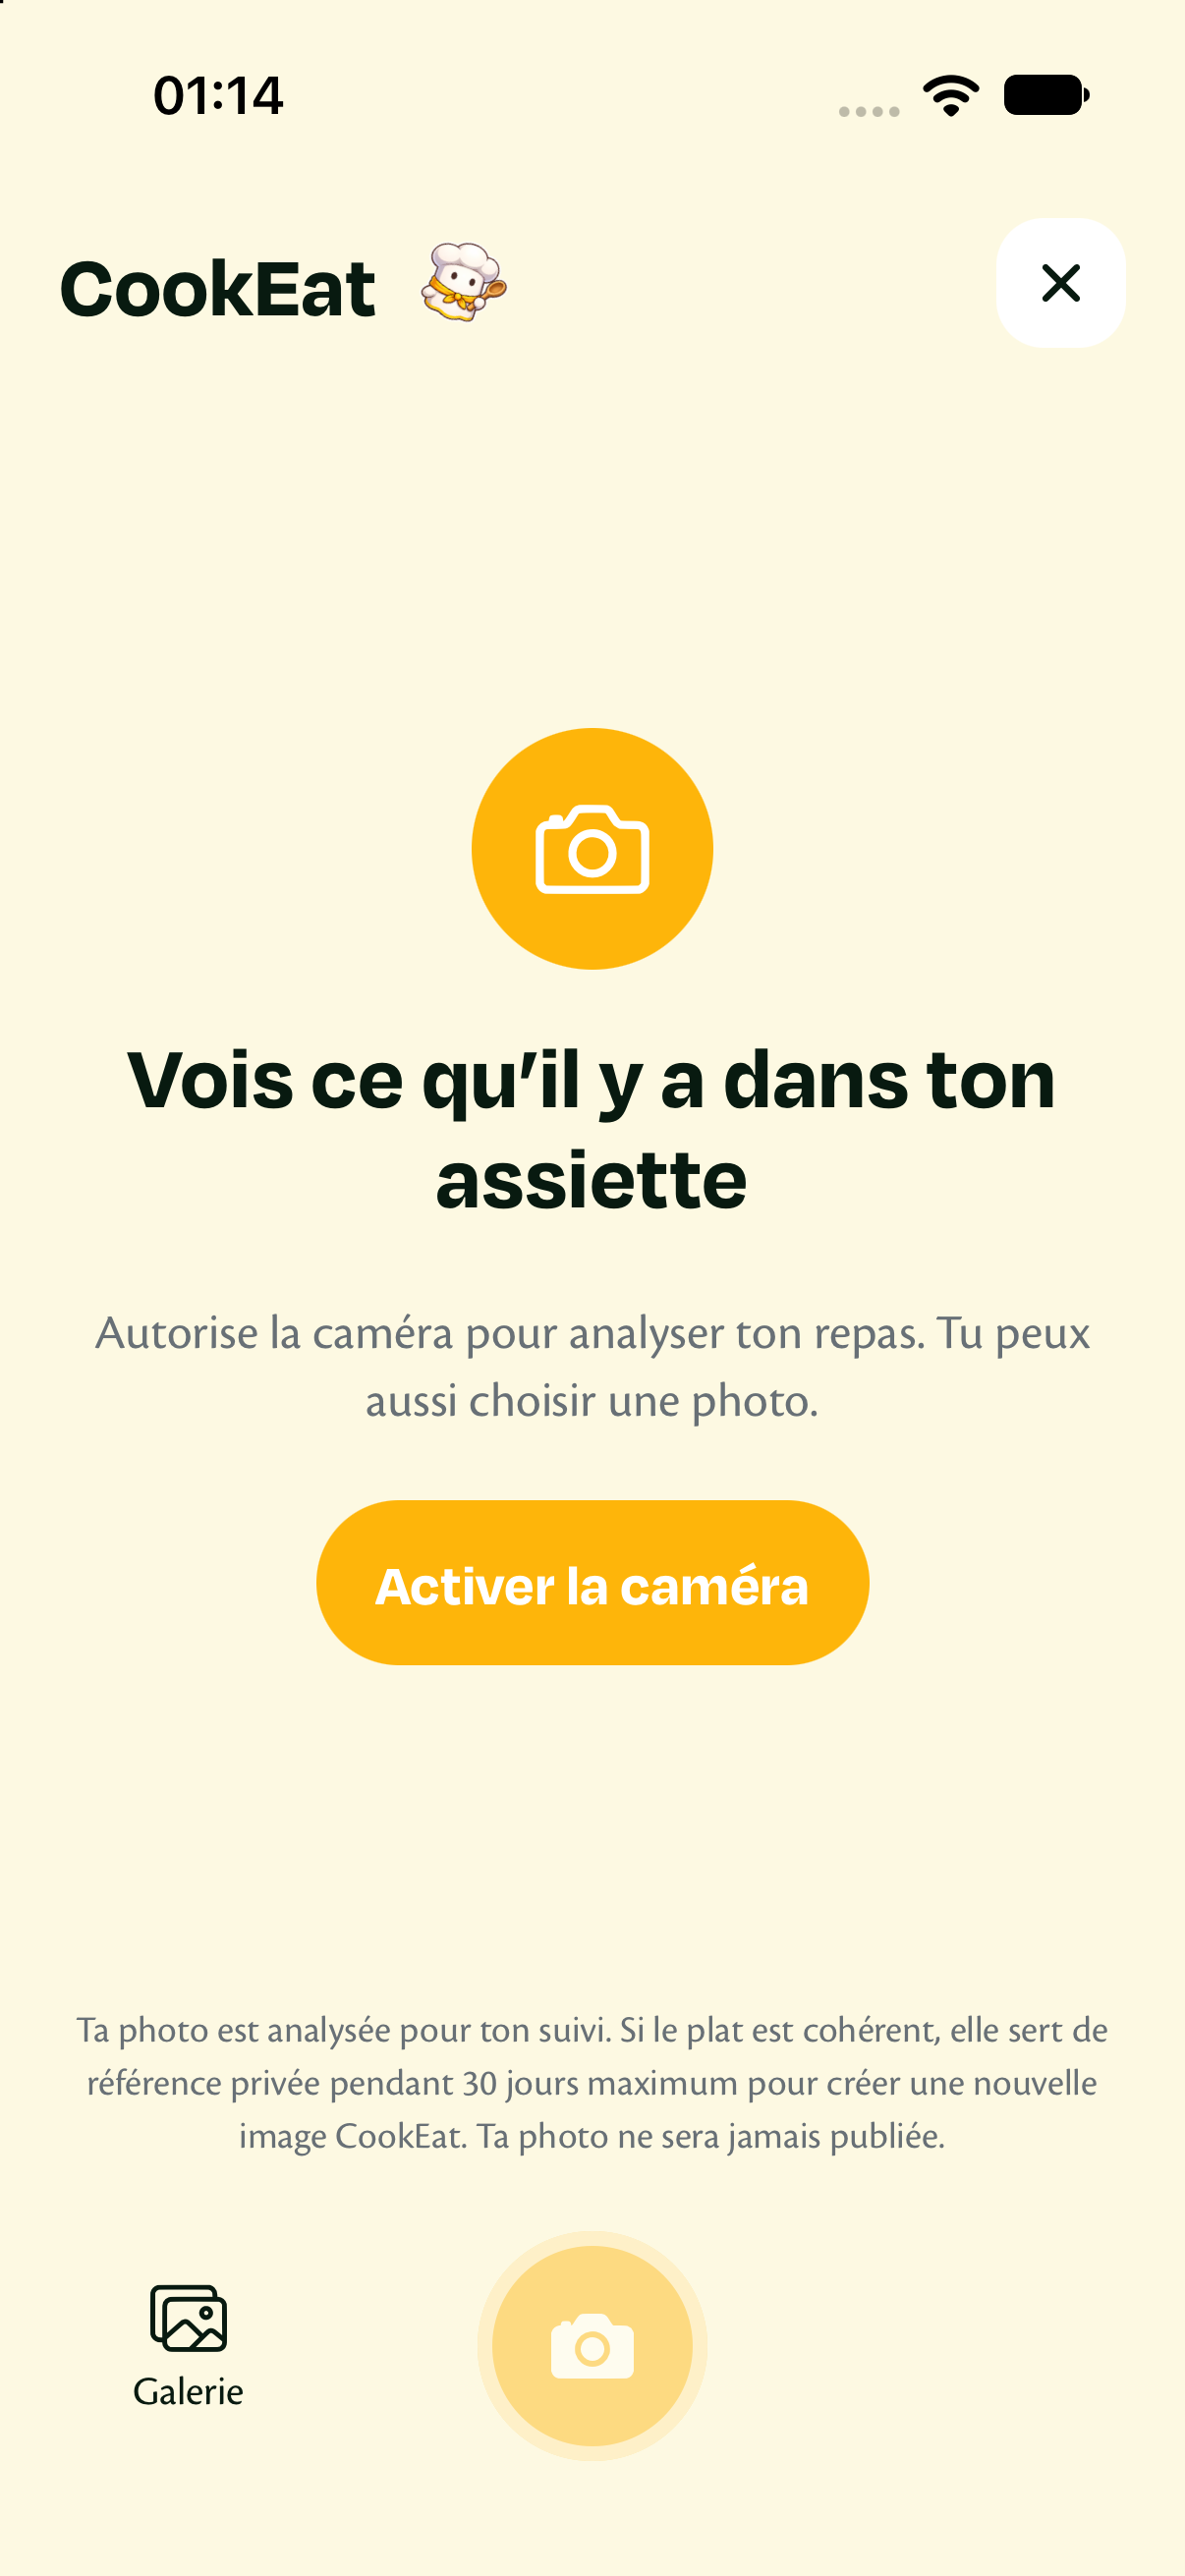 01:14
CookEat
Vois ce qu’il y a dans ton
assiette
Autorise la caméra pour analyser ton repas. Tu peux
aussi choisir une photo.
Activer la caméra
Ta photo est analysée pour ton suivi. Si le plat est cohérent, elle sert de
référence privée pendant 30 jours maximum pour créer une nouvelle
image CookEat. Ta photo ne sera jamais publiée.
Galerie